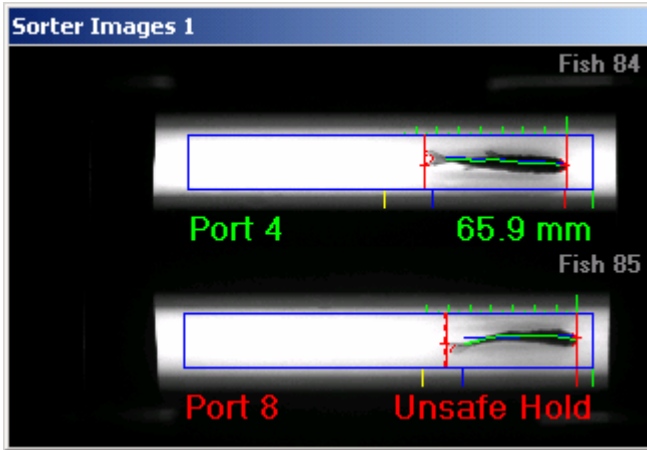 Sorter Images 1
Fish 84
Port 4 65.9 mm
Fish 85
Port 8 Unsafe Hold